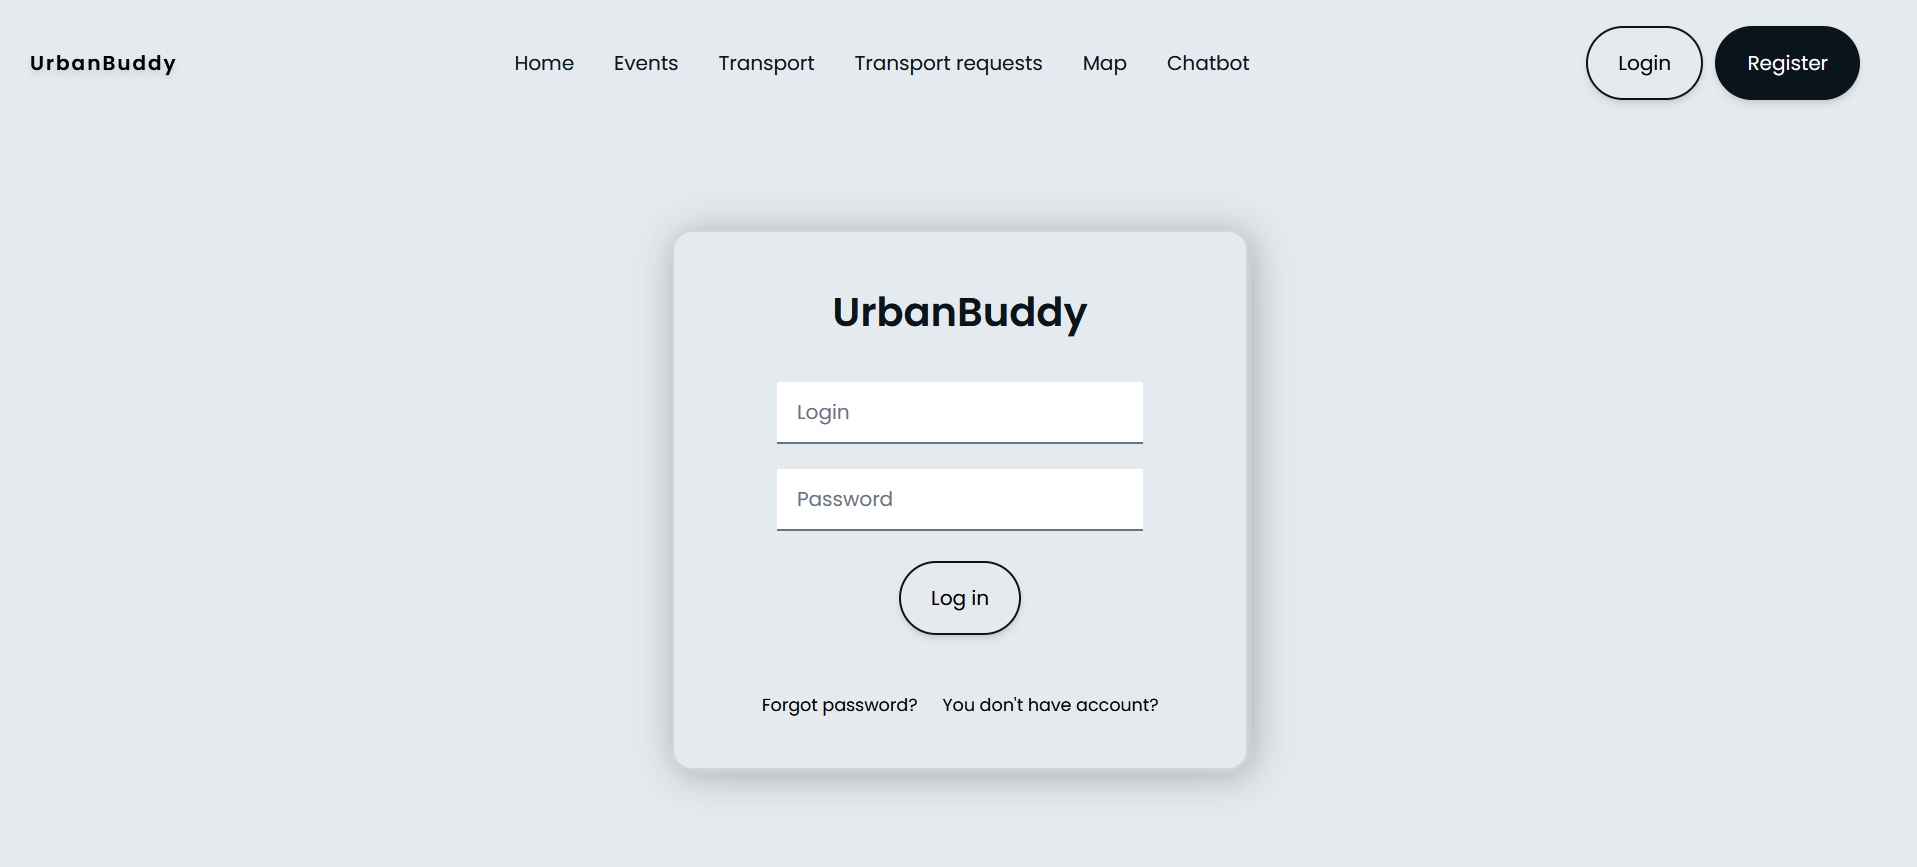 UrbanBuddy Home Events Transport Transport requests Map Chatbot Login Register
UrbanBuddy
Login
Password
Log in
Forgot password? You don't have account?